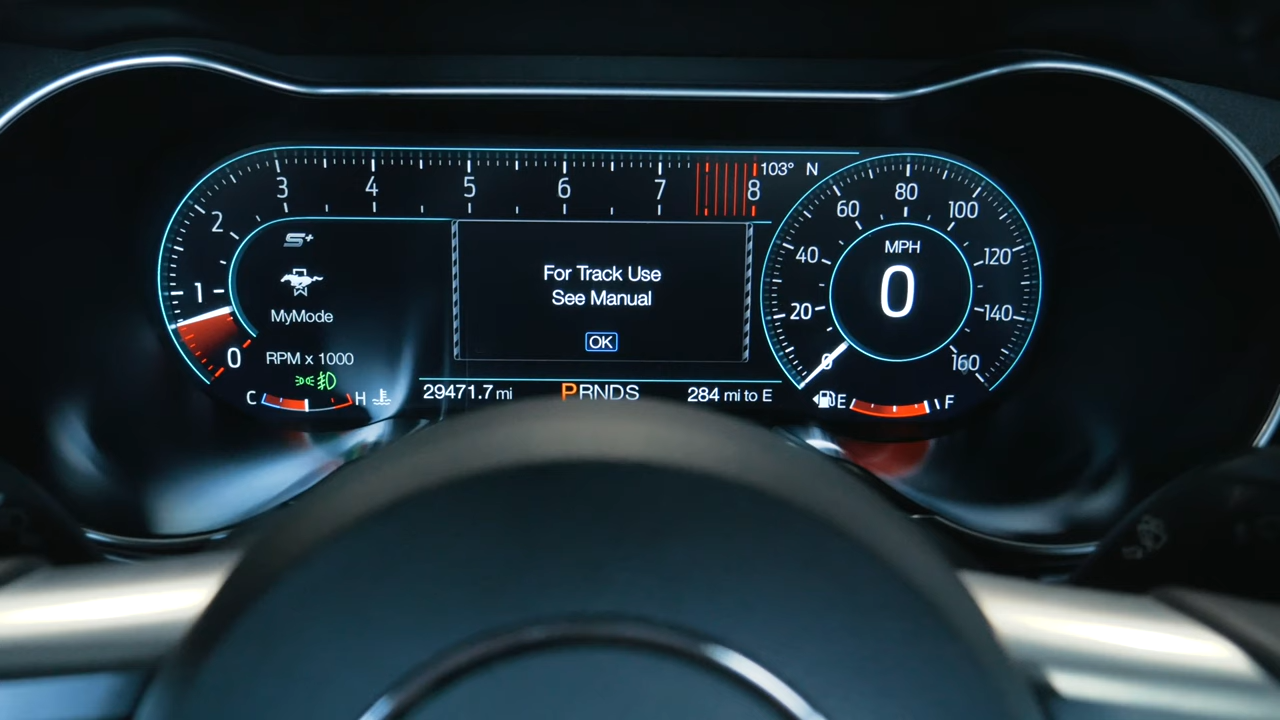 3 4 5 6 7 8
103° N
2
1
0
S+
MyMode
RPM x 1000
C H
For Track Use
See Manual
OK
29471.7 mi
PRNDS
284 mi to E
0 20 40 60 80 100 120 140 160
MPH
0
E F